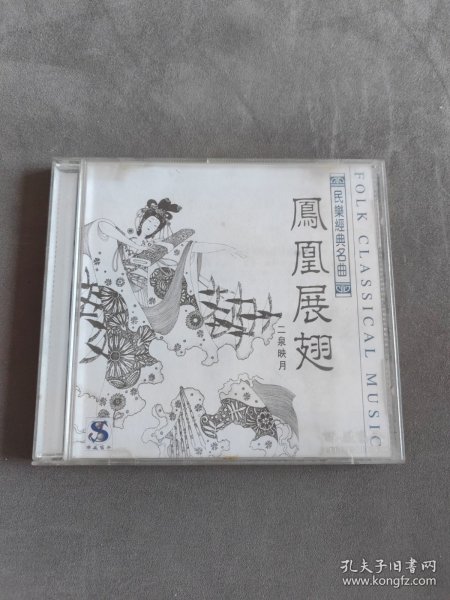 FOLK CLASSICAL MUSIC
民樂經典名曲
鳳凰展翅
二泉映月
S
孔夫子旧书网
www.kongfz.com